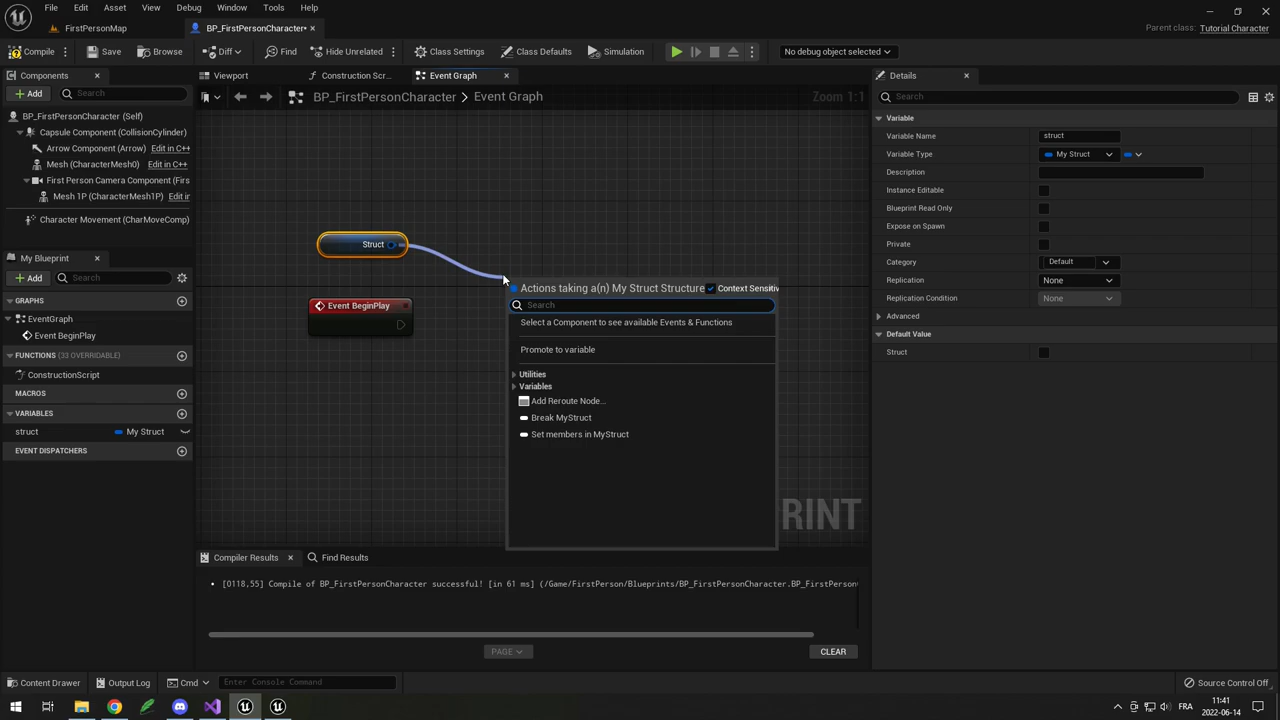 File Edit Asset View Debug Window Tools Help
FirstPersonMap
BP_FirstPersonCharacter*
Parent class: Tutorial Character
Compile
Save
Browse
Diff
Find
Hide Unrelated
Class Settings
Class Defaults
Simulation
No debug object selected
Components
Viewport
Construction Scr...
Event Graph
Details
Add
Search
BP_FirstPersonCharacter > Event Graph
Zoom 1:1
Search
BP_FirstPersonCharacter (Self)
Capsule Component (CollisionCylinder)
Arrow Component (Arrow) Edit in C++
Mesh (CharacterMesh0) Edit in C++
First Person Camera Component (Firs
Mesh 1P (CharacterMesh1P) Edit in
Character Movement (CharMoveComp)
My Blueprint
Add
Search
GRAPHS
EventGraph
Event BeginPlay
FUNCTIONS (33 OVERRIDABLE)
ConstructionScript
MACROS
VARIABLES
struct My Struct
EVENT DISPATCHERS
Struct
Event BeginPlay
Actions taking a(n) My Struct Structure
Context Sensitiv
Search
Select a Component to see available Events & Functions
Promote to variable
Utilities
Variables
Add Reroute Node...
Break MyStruct
Set members in MyStruct
RINT
Variable
Variable Name struct
Variable Type My Struct
Description
Instance Editable
Blueprint Read Only
Expose on Spawn
Private
Category Default
Replication None
Replication Condition None
Advanced
Default Value
Struct
Compiler Results
Find Results
[0118,55] Compile of BP_FirstPersonCharacter successful! [in 61 ms] (/Game/FirstPerson/Blueprints/BP_FirstPersonCharacter.BP_FirstPerson
PAGE
CLEAR
Content Drawer
Output Log
Cmd
Enter Console Command
Source Control Off
FRA
11:41
2022-06-14